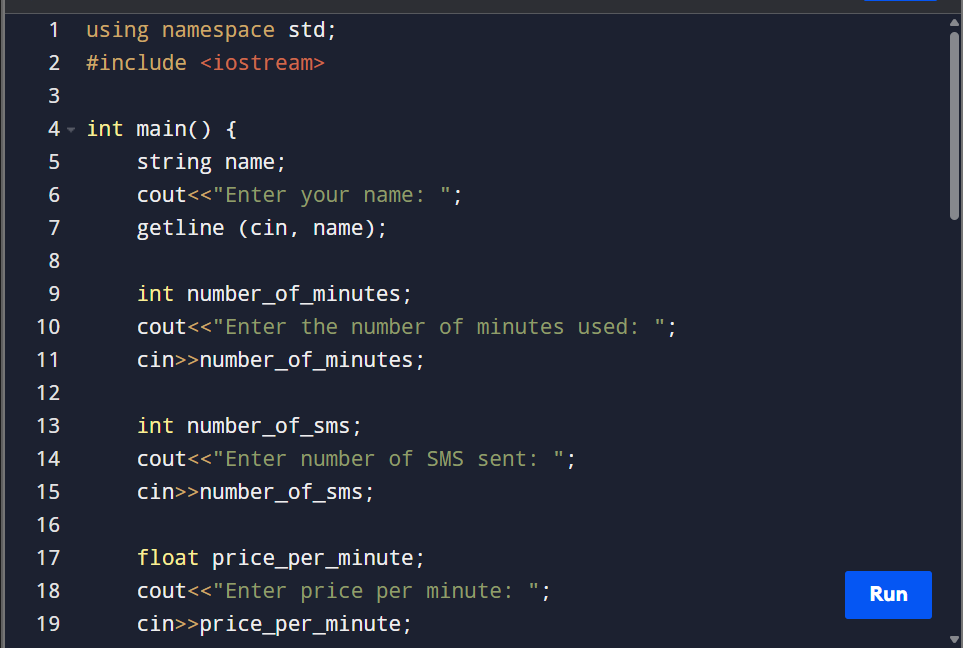 1 using namespace std;
2 #include <iostream>
3
4 int main() {
5     string name;
6     cout<<"Enter your name: ";
7     getline (cin, name);
8
9     int number_of_minutes;
10     cout<<"Enter the number of minutes used: ";
11     cin>>number_of_minutes;
12
13     int number_of_sms;
14     cout<<"Enter number of SMS sent: ";
15     cin>>number_of_sms;
16
17     float price_per_minute;
18     cout<<"Enter price per minute: ";
19     cin>>price_per_minute;
Run